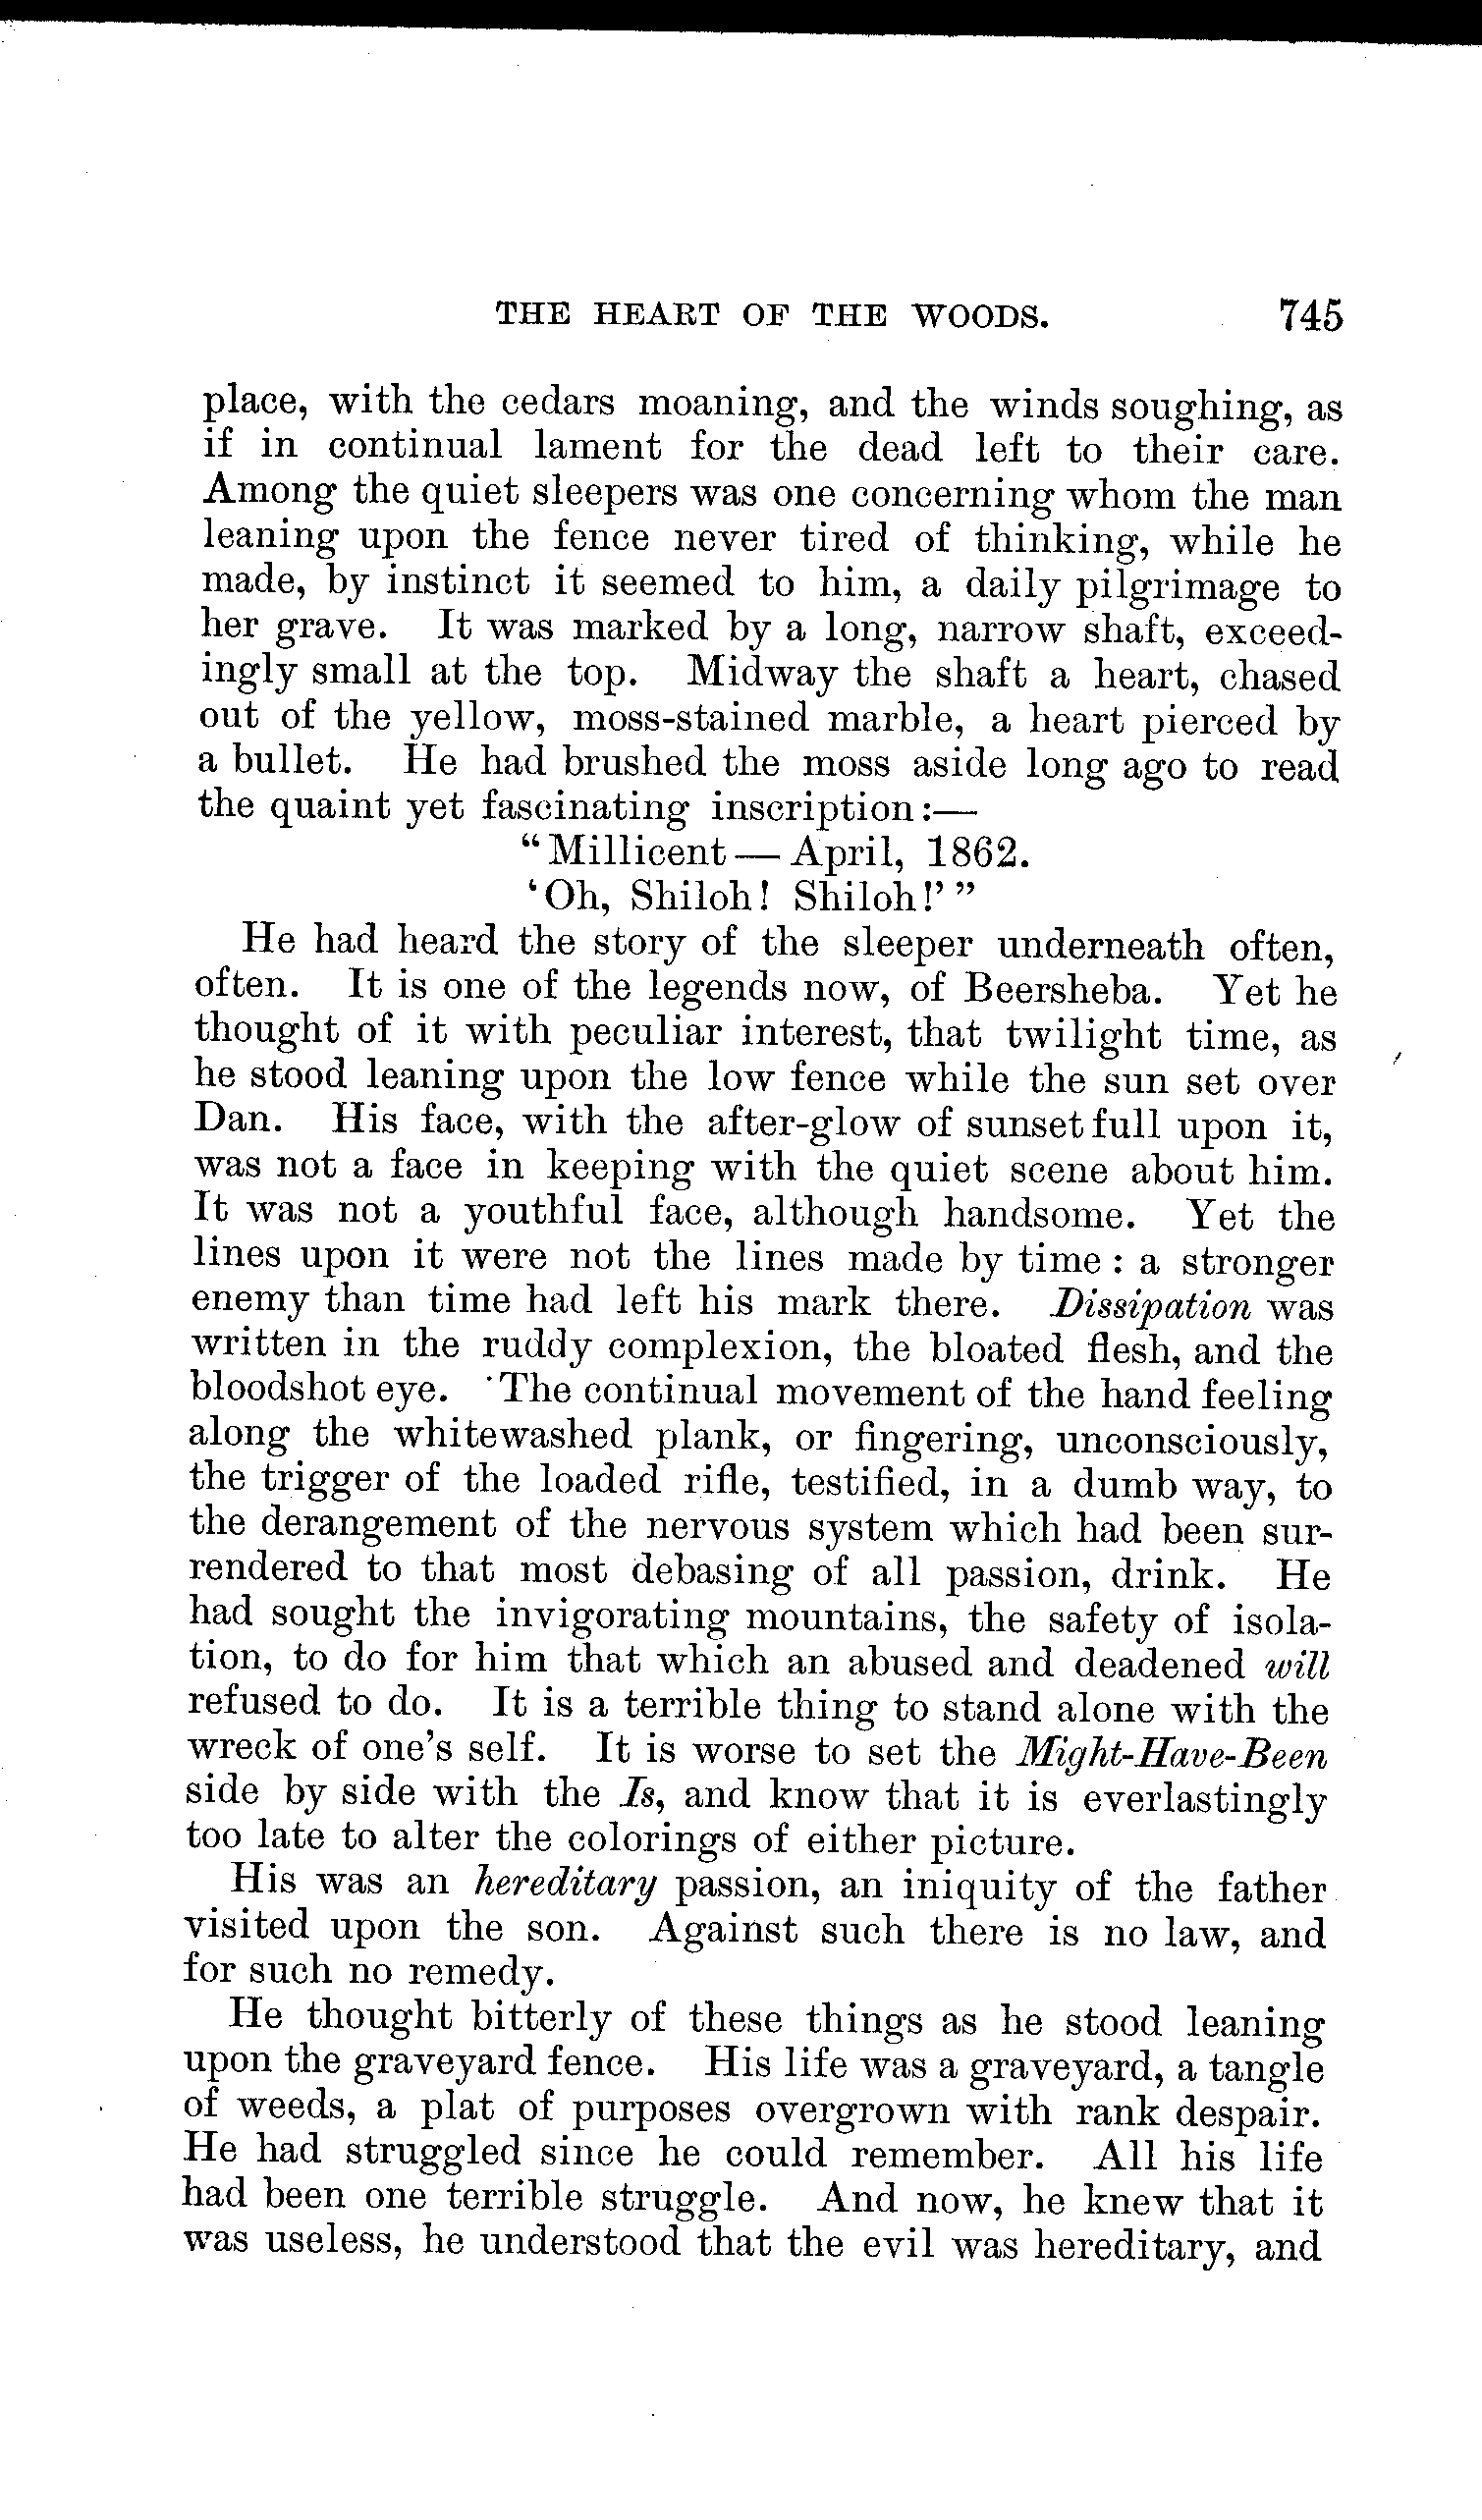 THE HEART OF THE WOODS. 745
place, with the cedars moaning, and the winds soughing, as
if in continual lament for the dead left to their care.
Among the quiet sleepers was one concerning whom the man
leaning upon the fence never tired of thinking, while he
made, by instinct it seemed to him, a daily pilgrimage to
her grave. It was marked by a long, narrow shaft, exceed-
ingly small at the top. Midway the shaft a heart, chased
out of the yellow, moss-stained marble, a heart pierced by
a bullet. He had brushed the moss aside long ago to read
the quaint yet fascinating inscription:—
"Millicent — April, 1862.
'Oh, Shiloh! Shiloh!'"
He had heard the story of the sleeper underneath often,
often. It is one of the legends now, of Beersheba. Yet he
thought of it with peculiar interest, that twilight time, as
he stood leaning upon the low fence while the sun set over
Dan. His face, with the after-glow of sunset full upon it,
was not a face in keeping with the quiet scene about him.
It was not a youthful face, although handsome. Yet the
lines upon it were not the lines made by time: a stronger
enemy than time had left his mark there. Dissipation was
written in the ruddy complexion, the bloated flesh, and the
bloodshot eye. The continual movement of the hand feeling
along the whitewashed plank, or fingering, unconsciously,
the trigger of the loaded rifle, testified, in a dumb way, to
the derangement of the nervous system which had been sur-
rendered to that most debasing of all passion, drink. He
had sought the invigorating mountains, the safety of isola-
tion, to do for him that which an abused and deadened will
refused to do. It is a terrible thing to stand alone with the
wreck of one's self. It is worse to set the Might-Have-Been
side by side with the Is, and know that it is everlastingly
too late to alter the colorings of either picture.
His was an hereditary passion, an iniquity of the father
visited upon the son. Against such there is no law, and
for such no remedy.
He thought bitterly of these things as he stood leaning
upon the graveyard fence. His life was a graveyard, a tangle
of weeds, a plat of purposes overgrown with rank despair.
He had struggled since he could remember. All his life
had been one terrible struggle. And now, he knew that it
was useless, he understood that the evil was hereditary, and